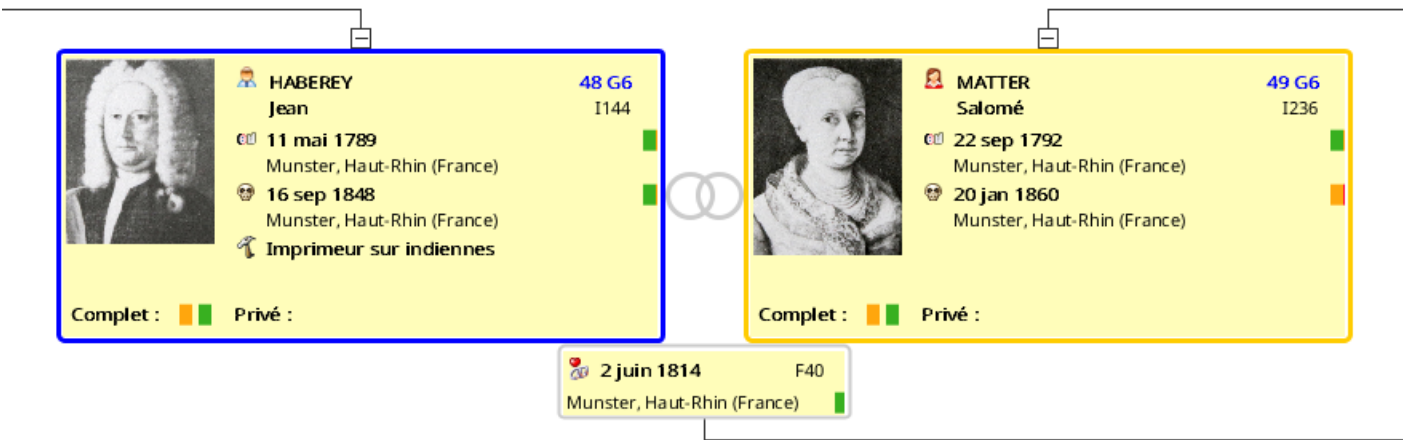 HABEREY 48 G6
Jean I144
11 mai 1789
Munster, Haut-Rhin (France)
16 sep 1848
Munster, Haut-Rhin (France)
Imprimeur sur indiennes
Complet : Privé :
MATTER 49 G6
Salomé I236
22 sep 1792
Munster, Haut-Rhin (France)
20 jan 1860
Munster, Haut-Rhin (France)
Complet : Privé :
2 juin 1814 F40
Munster, Haut-Rhin (France)